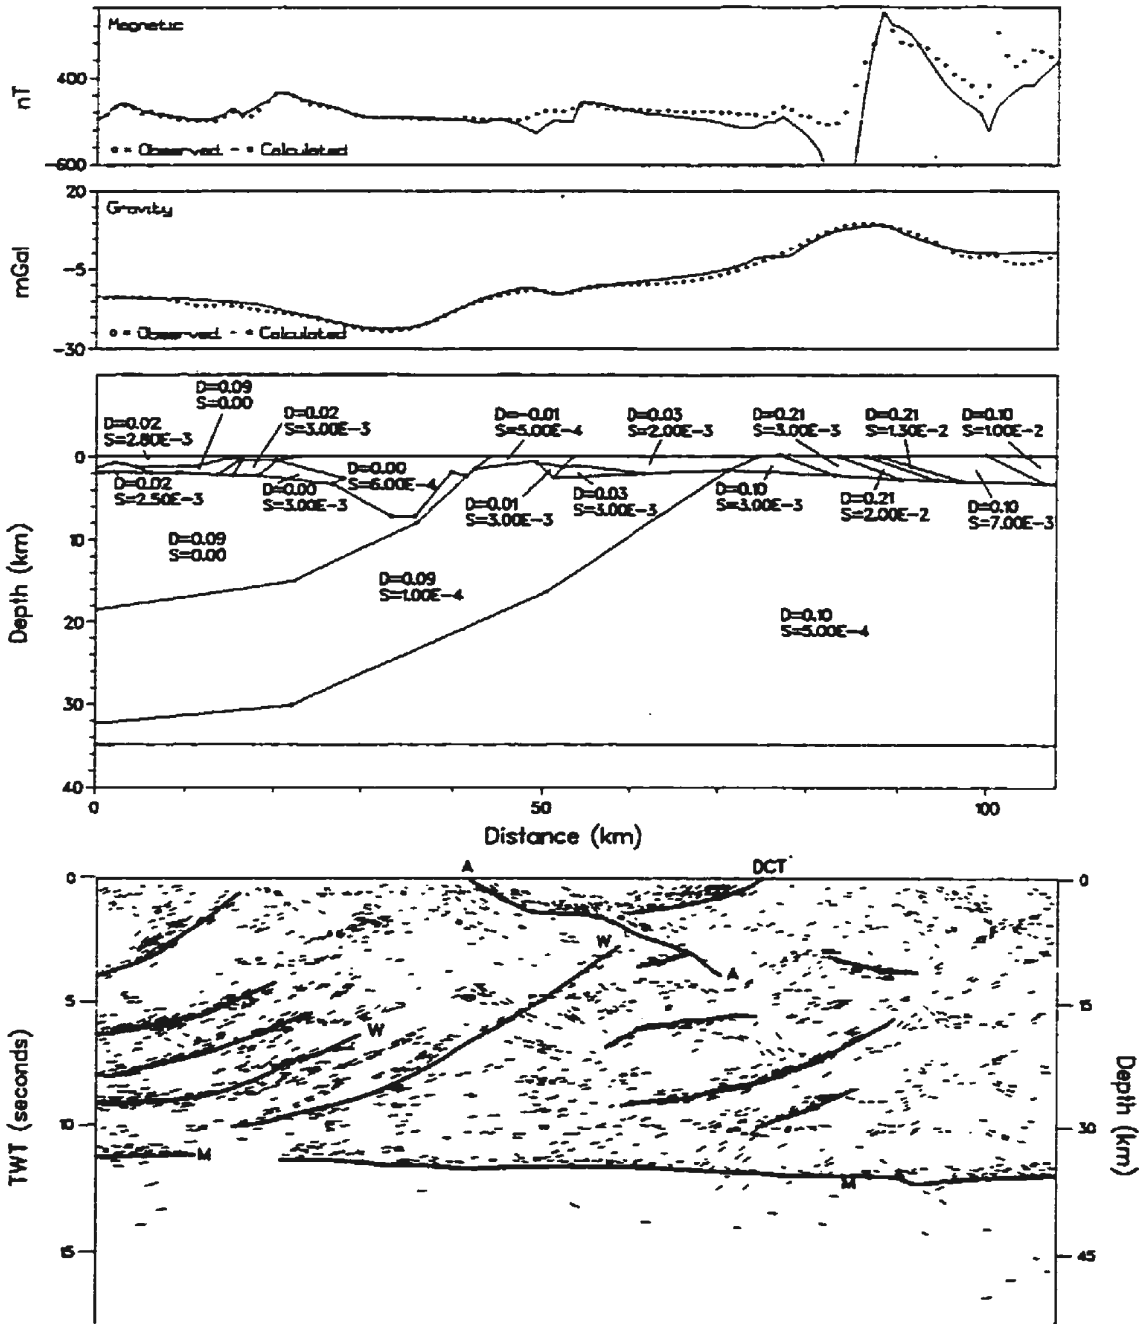 Magnetic
400
nT
-600
• = Observed - = Calculated
20
Gravity
mGal
-5
-30
o = Observed - = Calculated
D=0.09
S=0.00
D=0.02
S=2.80E-3
D=0.02
S=3.00E-3
D=-0.01
S=5.00E-4
D=0.03
S=2.00E-3
D=0.21
S=3.00E-3
D=0.21
S=1.30E-2
D=0.10
S=1.00E-2
0
D=0.02
S=2.50E-3
D=0.00
S=3.00E-3
D=0.00
S=6.00E-4
D=0.01
S=3.00E-3
D=0.03
S=3.00E-3
D=0.10
S=3.00E-3
D=0.21
S=2.00E-2
D=0.10
S=7.00E-3
10
D=0.09
S=0.00
D=0.09
S=1.00E-4
D=0.10
S=5.00E-4
20
30
40
Depth (km)
0
50
100
Distance (km)
A
DCT
0
0
W
A
5
15
W
10
30
M
M
15
45
TWT (seconds)
Depth (km)